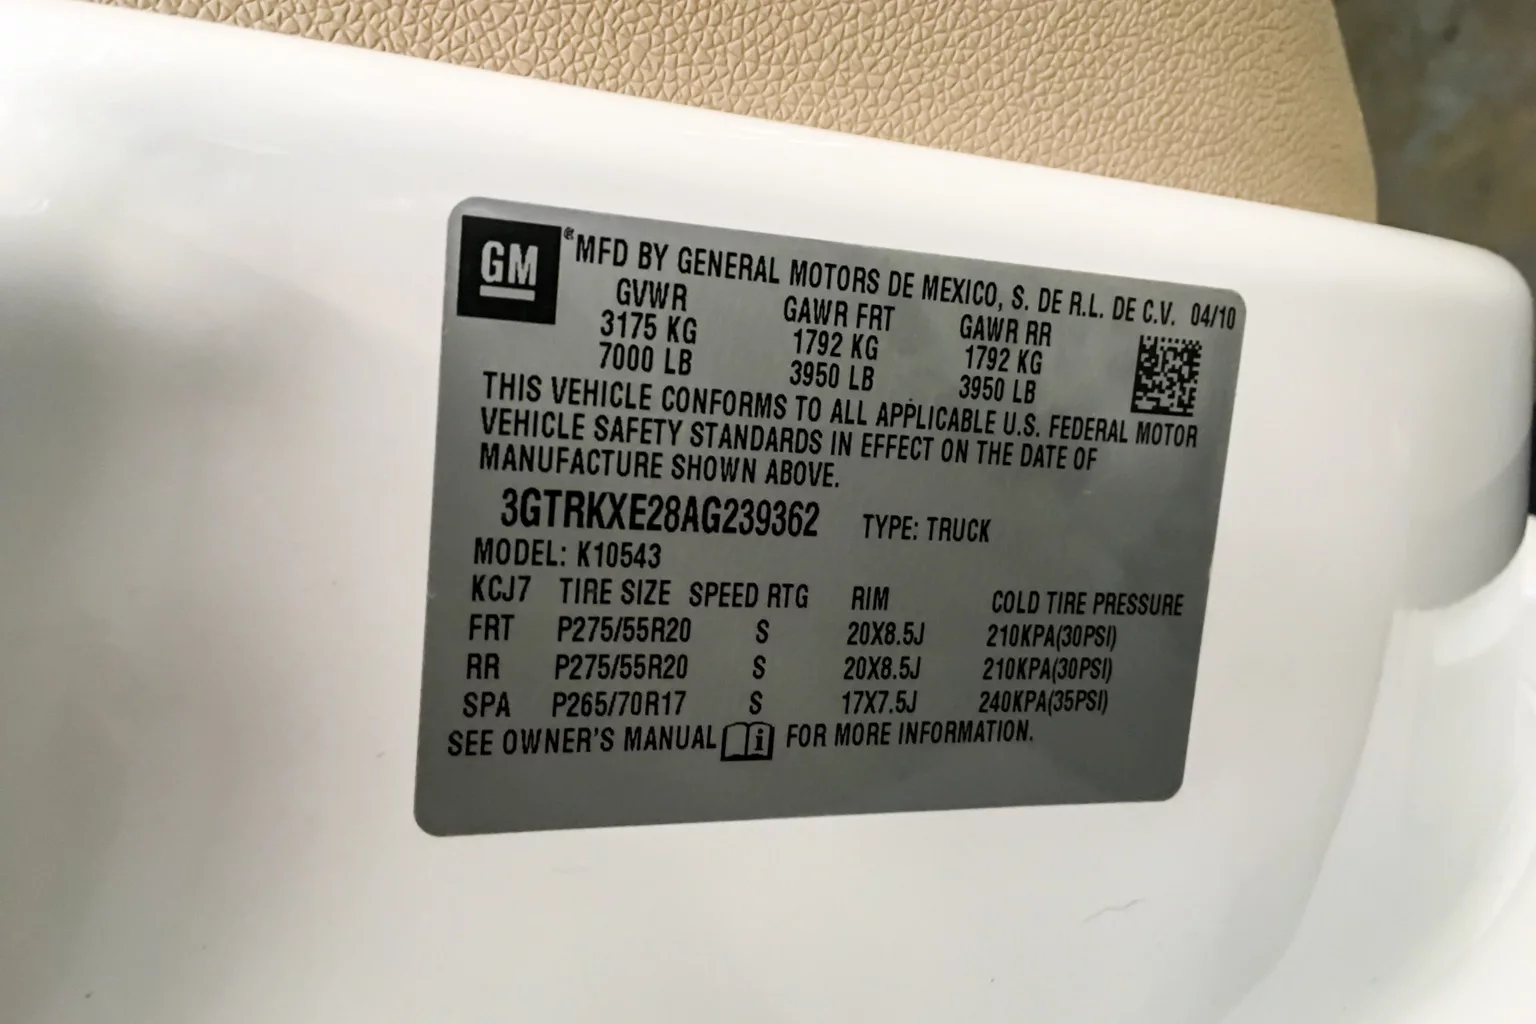 GM ® MFD BY GENERAL MOTORS DE MEXICO, S. DE R.L. DE C.V. 04/10
GVWR GAWR FRT GAWR RR
3175 KG 1792 KG 1792 KG
7000 LB 3950 LB 3950 LB
THIS VEHICLE CONFORMS TO ALL APPLICABLE U.S. FEDERAL MOTOR
VEHICLE SAFETY STANDARDS IN EFFECT ON THE DATE OF
MANUFACTURE SHOWN ABOVE.
3GTRKXE28AG239362 TYPE: TRUCK
MODEL: K10543
KCJ7 TIRE SIZE SPEED RTG RIM COLD TIRE PRESSURE
FRT P275/55R20 S 20X8.5J 210KPA(30PSI)
RR P275/55R20 S 20X8.5J 210KPA(30PSI)
SPA P265/70R17 S 17X7.5J 240KPA(35PSI)
SEE OWNER'S MANUAL i FOR MORE INFORMATION.